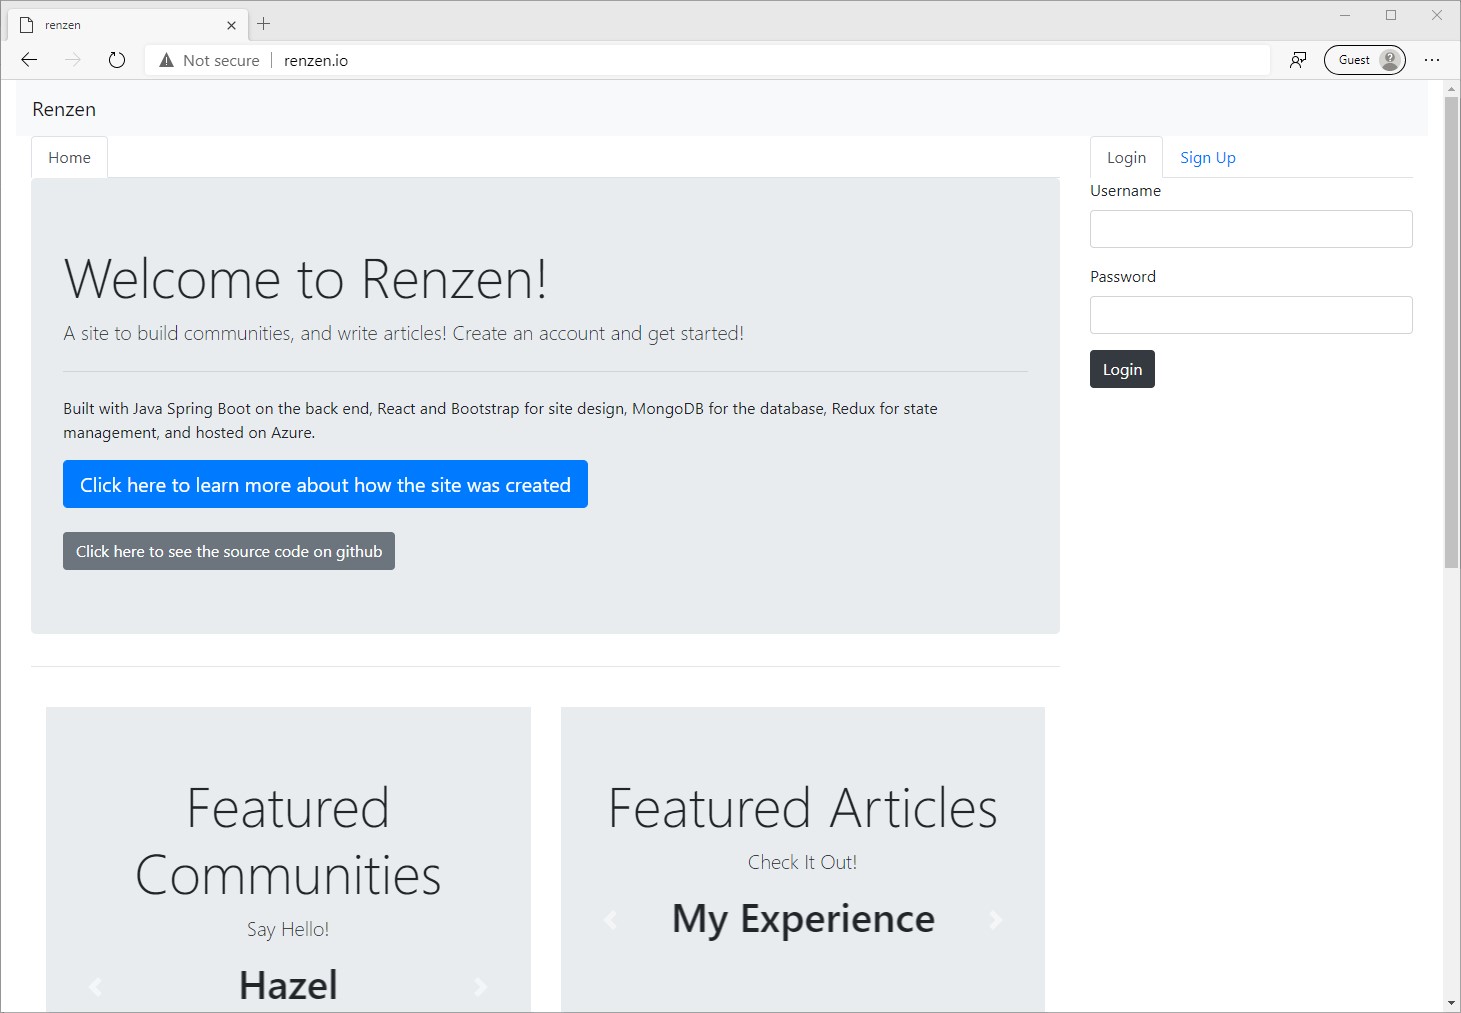 renzen
Not secure
renzen.io
Guest
Renzen
Home
Login
Sign Up
Username
Password
Login
Welcome to Renzen!
A site to build communities, and write articles! Create an account and get started!
Built with Java Spring Boot on the back end, React and Bootstrap for site design, MongoDB for the database, Redux for state
management, and hosted on Azure.
Click here to learn more about how the site was created
Click here to see the source code on github
Featured
Communities
Say Hello!
Hazel
Featured Articles
Check It Out!
My Experience